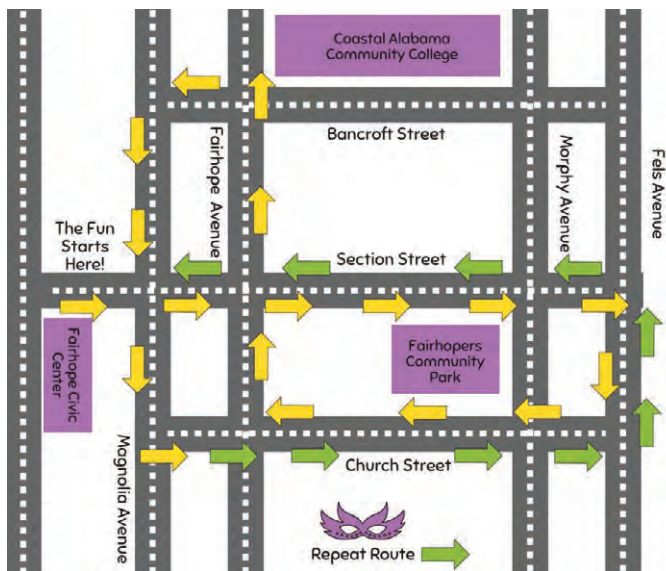 Coastal Alabama
Community College
Bancroft Street
Fairhope Avenue
Morphy Avenue
Fels Avenue
The Fun
Starts
Here!
Section Street
Fairhope Civic
Center
Fairhopers
Community
Park
Magnolia Avenue
Church Street
Repeat Route